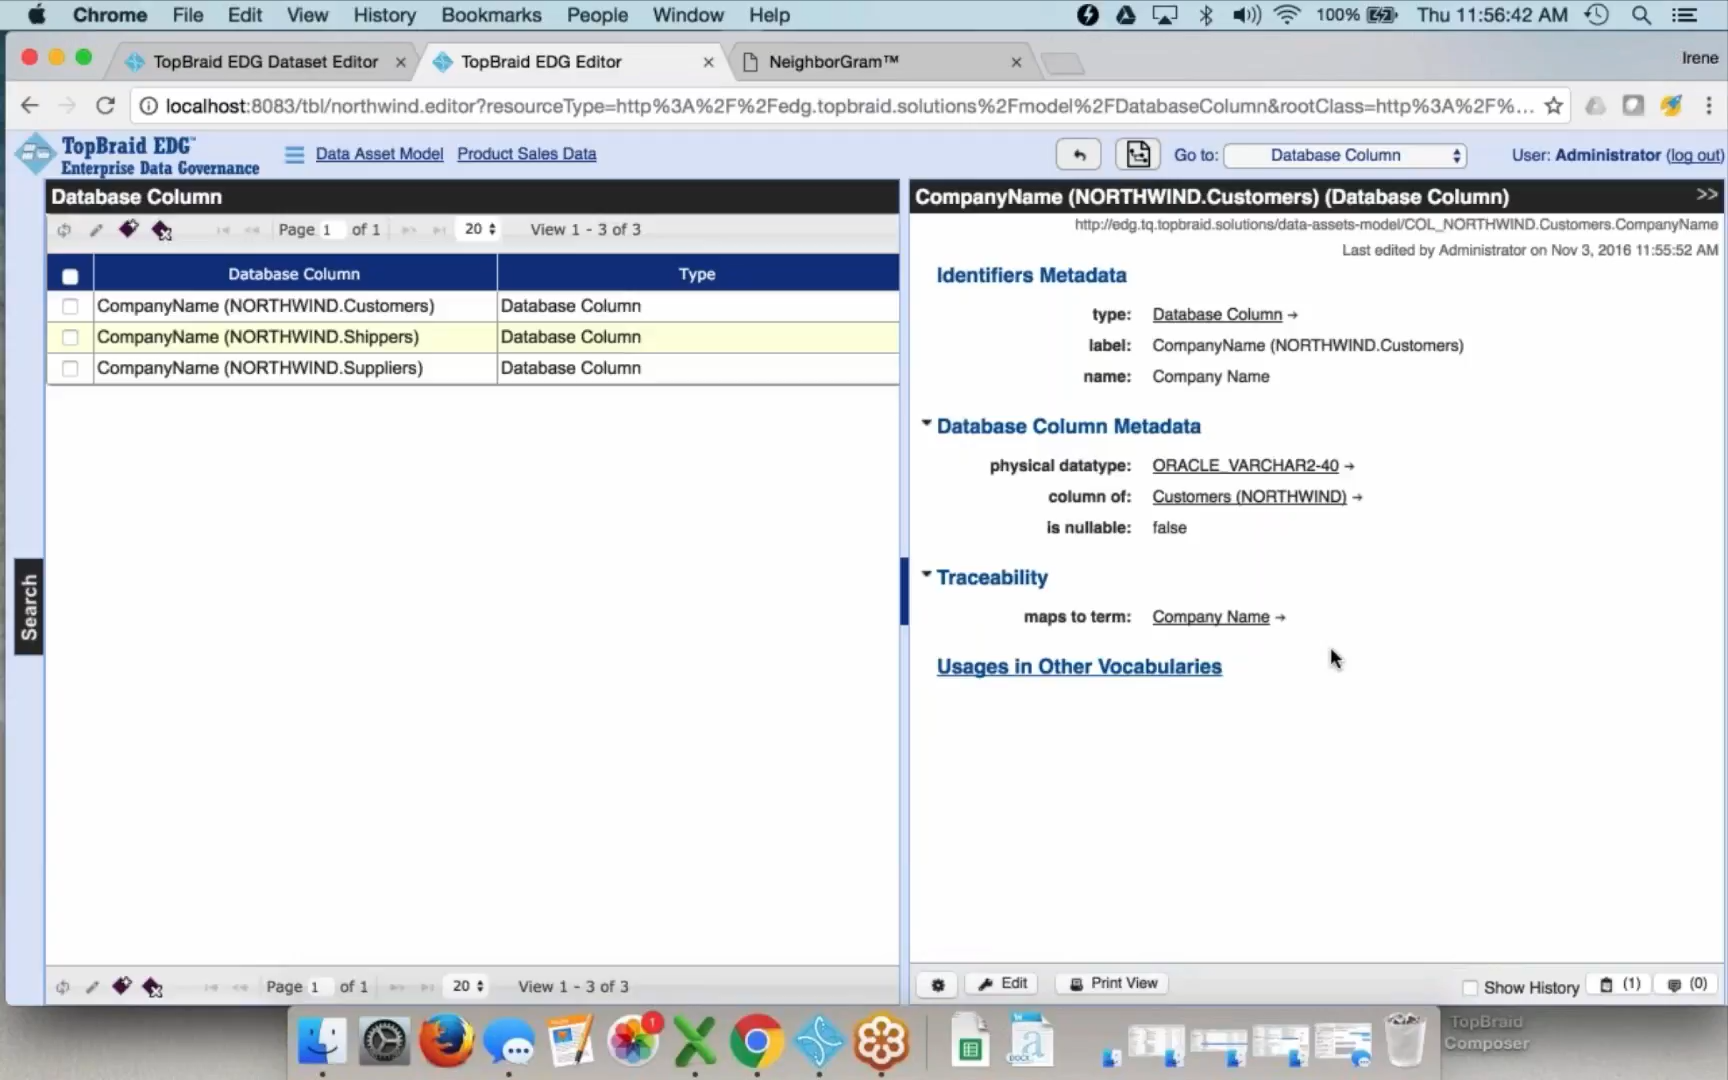 Chrome File Edit View History Bookmarks People Window Help 100% Thu 11:56:42 AM
TopBraid EDG Dataset Editor × TopBraid EDG Editor × NeighborGram™ × Irene
localhost:8083/tbl/northwind.editor?resourceType=http%3A%2F%2Fedg.topbraid.solutions%2Fmodel%2FDatabaseColumn&rootClass=http%3A%2F%...
TopBraid EDG™
Enterprise Data Governance
Data Asset Model Product Sales Data Go to: Database Column User: Administrator (log out)
Database Column
Page 1 of 1 20 View 1 - 3 of 3
Database Column Type
CompanyName (NORTHWIND.Customers) Database Column
CompanyName (NORTHWIND.Shippers) Database Column
CompanyName (NORTHWIND.Suppliers) Database Column
Search
Page 1 of 1 20 View 1 - 3 of 3
CompanyName (NORTHWIND.Customers) (Database Column) >>
http://edg.tq.topbraid.solutions/data-assets-model/COL_NORTHWIND.Customers.CompanyName
Last edited by Administrator on Nov 3, 2016 11:55:52 AM
Identifiers Metadata
type: Database Column →
label: CompanyName (NORTHWIND.Customers)
name: Company Name
Database Column Metadata
physical datatype: ORACLE_VARCHAR2-40 →
column of: Customers (NORTHWIND) →
is nullable: false
Traceability
maps to term: Company Name →
Usages in Other Vocabularies
Edit Print View Show History (1) (0)
1
TopBraid
Composer